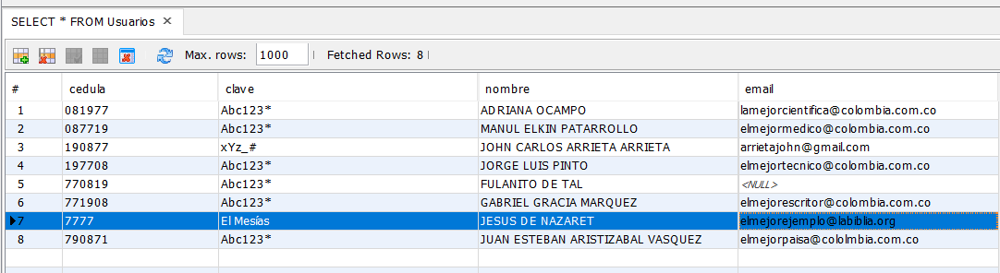 SELECT * FROM Usuarios ×
Max. rows: 1000 Fetched Rows: 8
# cedula clave nombre email
1 081977 Abc123* ADRIANA OCAMPO lamejorcientifica@colombia.com.co
2 087719 Abc123* MANUL ELKIN PATARROLLO elmejormedico@colombia.com.co
3 190877 xYz_# JOHN CARLOS ARRIETA ARRIETA arrietajohn@gmail.com
4 197708 Abc123* JORGE LUIS PINTO elmejortecnico@colombia.com.co
5 770819 Abc123* FULANITO DE TAL <NULL>
6 771908 Abc123* GABRIEL GRACIA MARQUEZ elmejorescritor@colombia.com.co
7 7777 El Mesías JESUS DE NAZARET elmejorejemplo@labiblia.org
8 790871 Abc123* JUAN ESTEBAN ARISTIZABAL VASQUEZ elmejorpaisa@cololmbia.com.co